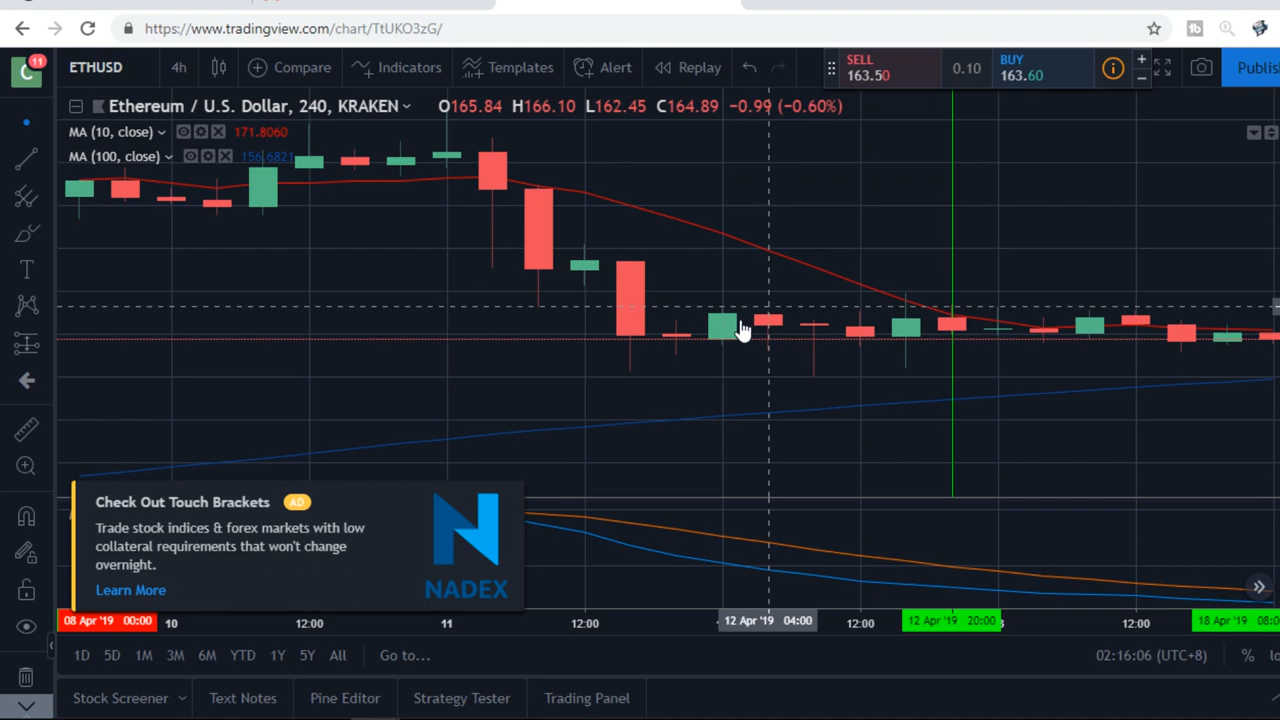 https://www.tradingview.com/chart/TtUKO3zG/
C 11 ETHUSD 4h Compare Indicators Templates Alert Replay SELL 163.50 0.10 BUY 163.60 Publis
Ethereum / U.S. Dollar, 240, KRAKEN O165.84 H166.10 L162.45 C164.89 −0.99 (−0.60%)
MA (10, close) 171.8060
MA (100, close) 156.6821
Check Out Touch Brackets AD
Trade stock indices & forex markets with low
collateral requirements that won't change
overnight.
Learn More
NADEX
08 Apr '19 00:00 10 12:00 11 12:00 12 Apr '19 04:00 12:00 12 Apr '19 20:00 12:00 18 Apr '19
1D 5D 1M 3M 6M YTD 1Y 5Y All Go to... 02:16:06 (UTC+8) % lo
Stock Screener Text Notes Pine Editor Strategy Tester Trading Panel